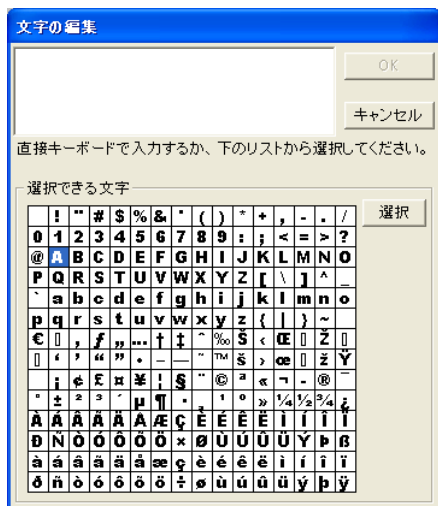 文字の編集
OK
キャンセル
直接キーボードで入力するか、下のリストから選択してください。
選択できる文字
選択
! " # $ % & ' ( ) * + , - . /
0 1 2 3 4 5 6 7 8 9 : ; < = > ?
@ A B C D E F G H I J K L M N O
P Q R S T U V W X Y Z [ \ ] ^ _
` a b c d e f g h i j k l m n o
p q r s t u v w x y z { | } ~
€ ‚ ƒ „ … † ‡ ˆ ‰ Š ‹ Œ Ž
‘ ’ “ ” • – — ˜ ™ š › œ ž Ÿ
¡ ¢ £ ¤ ¥ ¦ § ¨ © ª « ¬ - ® ¯
° ± ² ³ ´ µ ¶ · ¸ ¹ º » ¼ ½ ¾ ¿
À Á Â Ã Ä Å Æ Ç È É Ê Ë Ì Í Î Ï
Ð Ñ Ò Ó Ô Õ Ö × Ø Ù Ú Û Ü Ý Þ ß
à á â ã ä å æ ç è é ê ë ì í î ï
ð ñ ò ó ô õ ö ÷ ø ù ú û ü ý þ ÿ